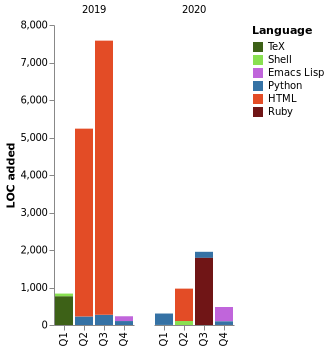 2019 2020
Language
TeX
Shell
Emacs Lisp
Python
HTML
Ruby
LOC added
8,000
7,000
6,000
5,000
4,000
3,000
2,000
1,000
0
Q1 Q2 Q3 Q4 Q1 Q2 Q3 Q4